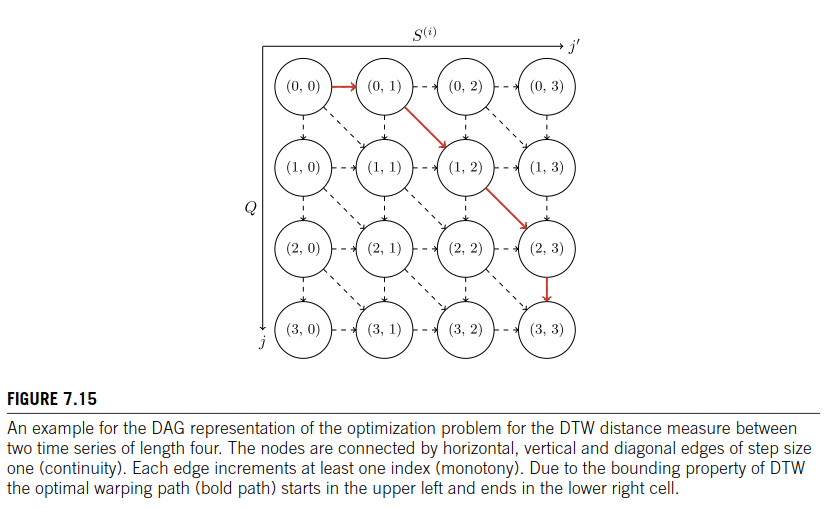 S(i)
j′
(0, 0) (0, 1) (0, 2) (0, 3)
(1, 0) (1, 1) (1, 2) (1, 3)
Q
(2, 0) (2, 1) (2, 2) (2, 3)
(3, 0) (3, 1) (3, 2) (3, 3)
j
FIGURE 7.15
An example for the DAG representation of the optimization problem for the DTW distance measure between
two time series of length four. The nodes are connected by horizontal, vertical and diagonal edges of step size
one (continuity). Each edge increments at least one index (monotony). Due to the bounding property of DTW
the optimal warping path (bold path) starts in the upper left and ends in the lower right cell.